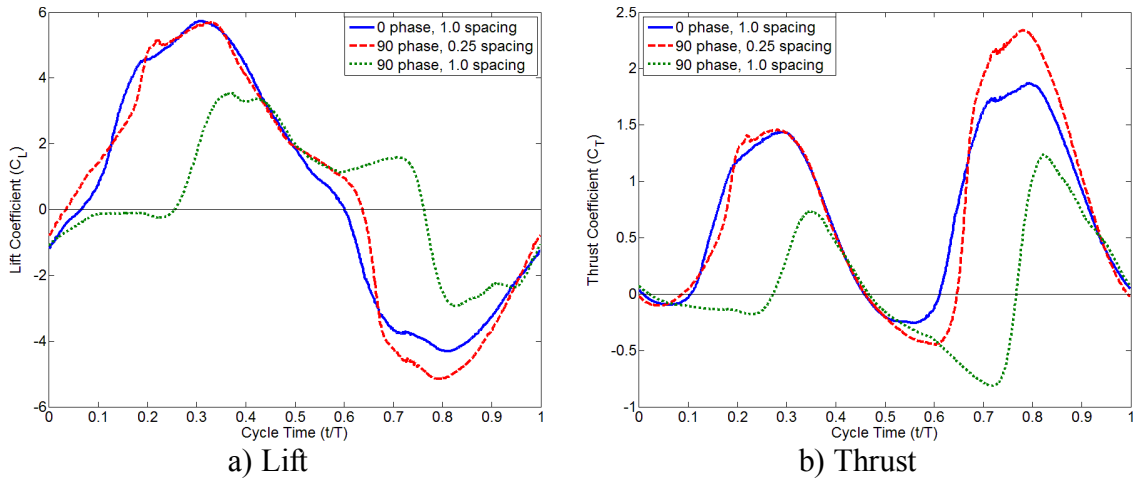 6
4
2
0
-2
-4
-6
Lift Coefficient (C_L)
0 phase, 1.0 spacing
90 phase, 0.25 spacing
90 phase, 1.0 spacing
0 0.1 0.2 0.3 0.4 0.5 0.6 0.7 0.8 0.9 1
Cycle Time (t/T)
a) Lift
2.5
2
1.5
1
0.5
0
-0.5
-1
Thrust Coefficient (C_T)
0 phase, 1.0 spacing
90 phase, 0.25 spacing
90 phase, 1.0 spacing
0 0.1 0.2 0.3 0.4 0.5 0.6 0.7 0.8 0.9 1
Cycle Time (t/T)
b) Thrust